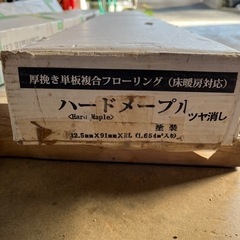 厚挽き単板複合フローリング（床暖房対応）
ハードメープル
ツヤ消し
<Hard Maple>
塗装
12.5mm×91mm×RL（1.654m²入り）